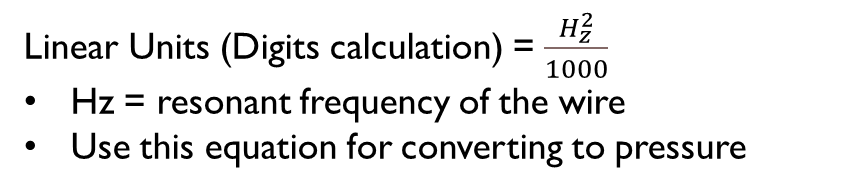 Linear Units (Digits calculation) = \frac{H_z^2}{1000}
• Hz = resonant frequency of the wire
• Use this equation for converting to pressure